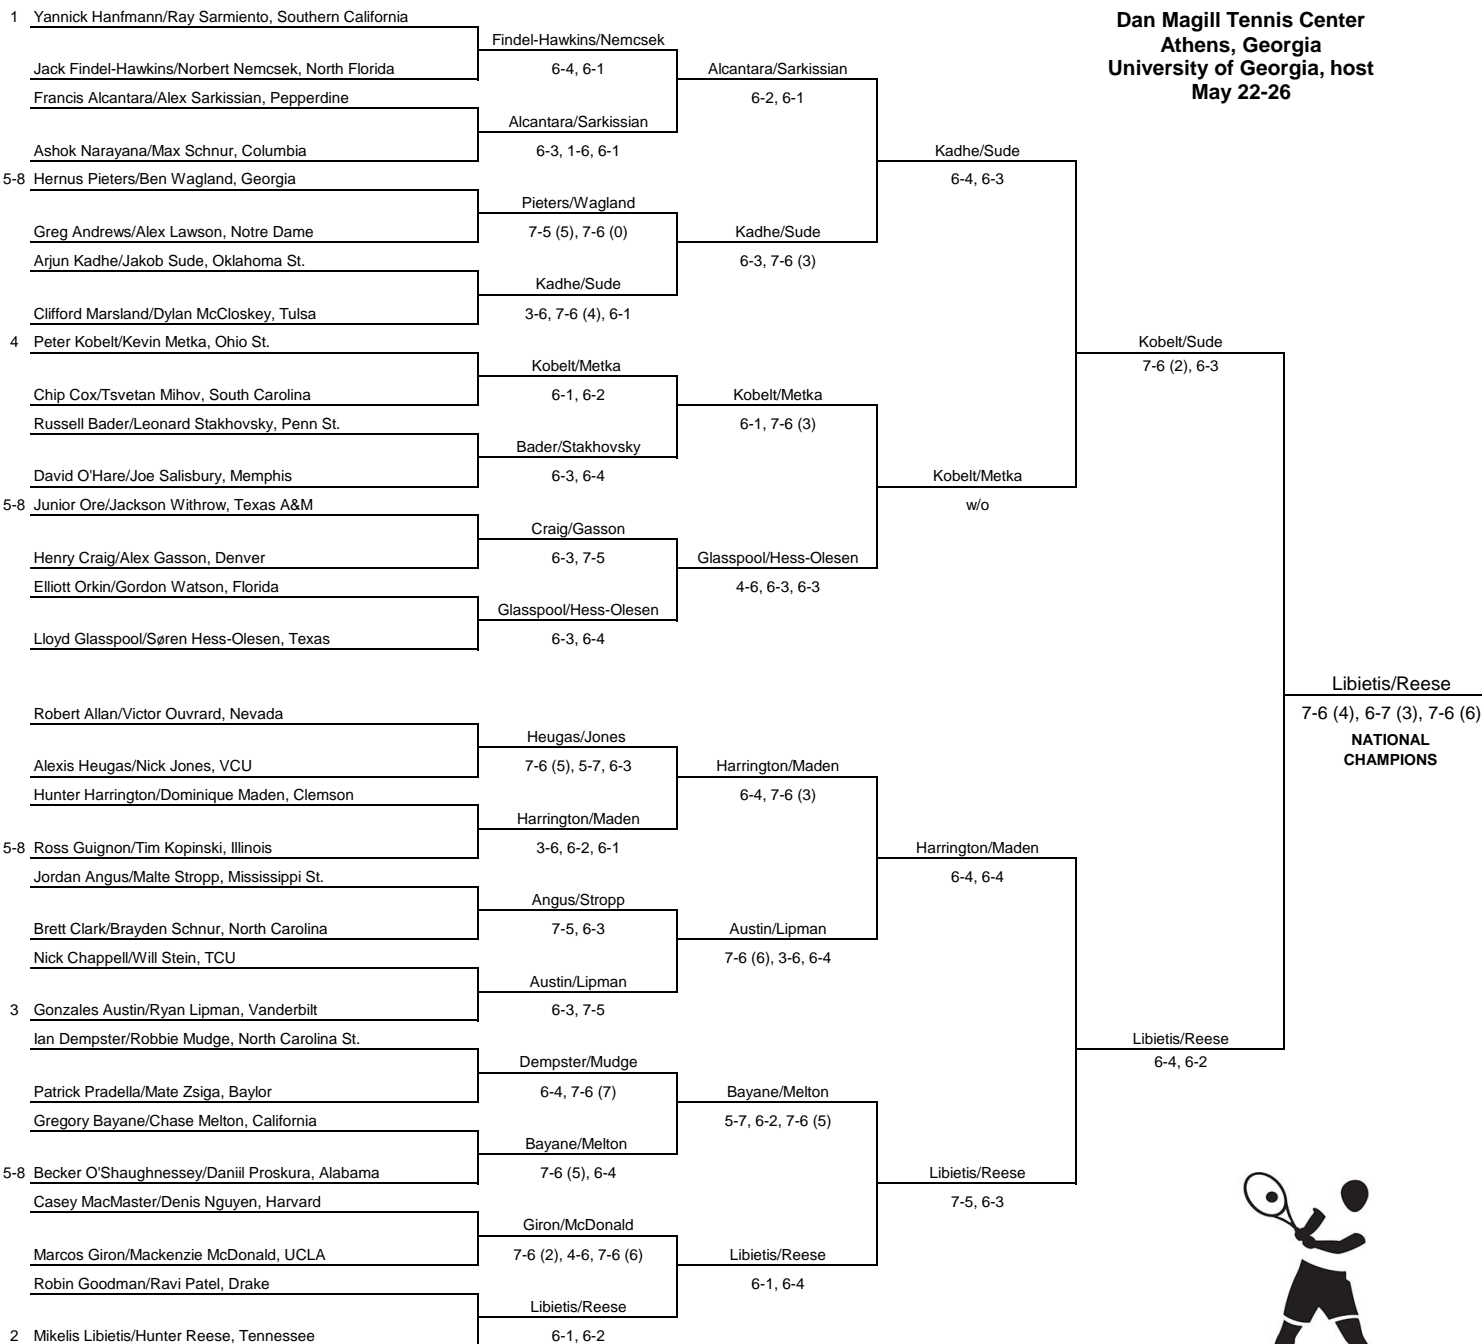 Dan Magill Tennis Center
Athens, Georgia
University of Georgia, host
May 22-26
1 Yannick Hanfmann/Ray Sarmiento, Southern California
Findel-Hawkins/Nemcsek
Jack Findel-Hawkins/Norbert Nemcsek, North Florida
6-4, 6-1
Alcantara/Sarkissian
Francis Alcantara/Alex Sarkissian, Pepperdine
6-2, 6-1
Alcantara/Sarkissian
Ashok Narayana/Max Schnur, Columbia
6-3, 1-6, 6-1
Kadhe/Sude
5-8 Hernus Pieters/Ben Wagland, Georgia
6-4, 6-3
Pieters/Wagland
Greg Andrews/Alex Lawson, Notre Dame
7-5 (5), 7-6 (0)
Kadhe/Sude
Arjun Kadhe/Jakob Sude, Oklahoma St.
6-3, 7-6 (3)
Kadhe/Sude
Clifford Marsland/Dylan McCloskey, Tulsa
3-6, 7-6 (4), 6-1
4 Peter Kobelt/Kevin Metka, Ohio St.
Kobelt/Sude
Kobelt/Metka
7-6 (2), 6-3
Chip Cox/Tsvetan Mihov, South Carolina
6-1, 6-2
Kobelt/Metka
Russell Bader/Leonard Stakhovsky, Penn St.
6-1, 7-6 (3)
Bader/Stakhovsky
David O'Hare/Joe Salisbury, Memphis
6-3, 6-4
Kobelt/Metka
5-8 Junior Ore/Jackson Withrow, Texas A&M
w/o
Craig/Gasson
Henry Craig/Alex Gasson, Denver
6-3, 7-5
Glasspool/Hess-Olesen
Elliott Orkin/Gordon Watson, Florida
4-6, 6-3, 6-3
Glasspool/Hess-Olesen
Lloyd Glasspool/Søren Hess-Olesen, Texas
6-3, 6-4
Libietis/Reese
7-6 (4), 6-7 (3), 7-6 (6)
NATIONAL
CHAMPIONS
Robert Allan/Victor Ouvrard, Nevada
Heugas/Jones
Alexis Heugas/Nick Jones, VCU
7-6 (5), 5-7, 6-3
Harrington/Maden
Hunter Harrington/Dominique Maden, Clemson
6-4, 7-6 (3)
Harrington/Maden
5-8 Ross Guignon/Tim Kopinski, Illinois
3-6, 6-2, 6-1
Harrington/Maden
Jordan Angus/Malte Stropp, Mississippi St.
6-4, 6-4
Angus/Stropp
Brett Clark/Brayden Schnur, North Carolina
7-5, 6-3
Austin/Lipman
Nick Chappell/Will Stein, TCU
7-6 (6), 3-6, 6-4
Austin/Lipman
3 Gonzales Austin/Ryan Lipman, Vanderbilt
6-3, 7-5
Ian Dempster/Robbie Mudge, North Carolina St.
Libietis/Reese
Dempster/Mudge
6-4, 6-2
Patrick Pradella/Mate Zsiga, Baylor
6-4, 7-6 (7)
Bayane/Melton
Gregory Bayane/Chase Melton, California
5-7, 6-2, 7-6 (5)
Bayane/Melton
5-8 Becker O'Shaughnessey/Daniil Proskura, Alabama
7-6 (5), 6-4
Libietis/Reese
Casey MacMaster/Denis Nguyen, Harvard
7-5, 6-3
Giron/McDonald
Marcos Giron/Mackenzie McDonald, UCLA
7-6 (2), 4-6, 7-6 (6)
Libietis/Reese
Robin Goodman/Ravi Patel, Drake
6-1, 6-4
Libietis/Reese
2 Mikelis Libietis/Hunter Reese, Tennessee
6-1, 6-2